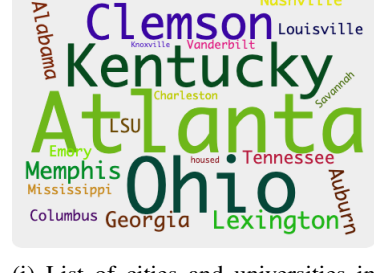 Nashville
Alabama
Clemson
Louisville
Knoxville
Vanderbilt
Kentucky
Savannah
Charleston
Atlanta
LSU
Emory
housed
Tennessee
Memphis
Ohio
Auburn
Mississippi
Columbus
Georgia
Lexington
(i) List of cities and universities in